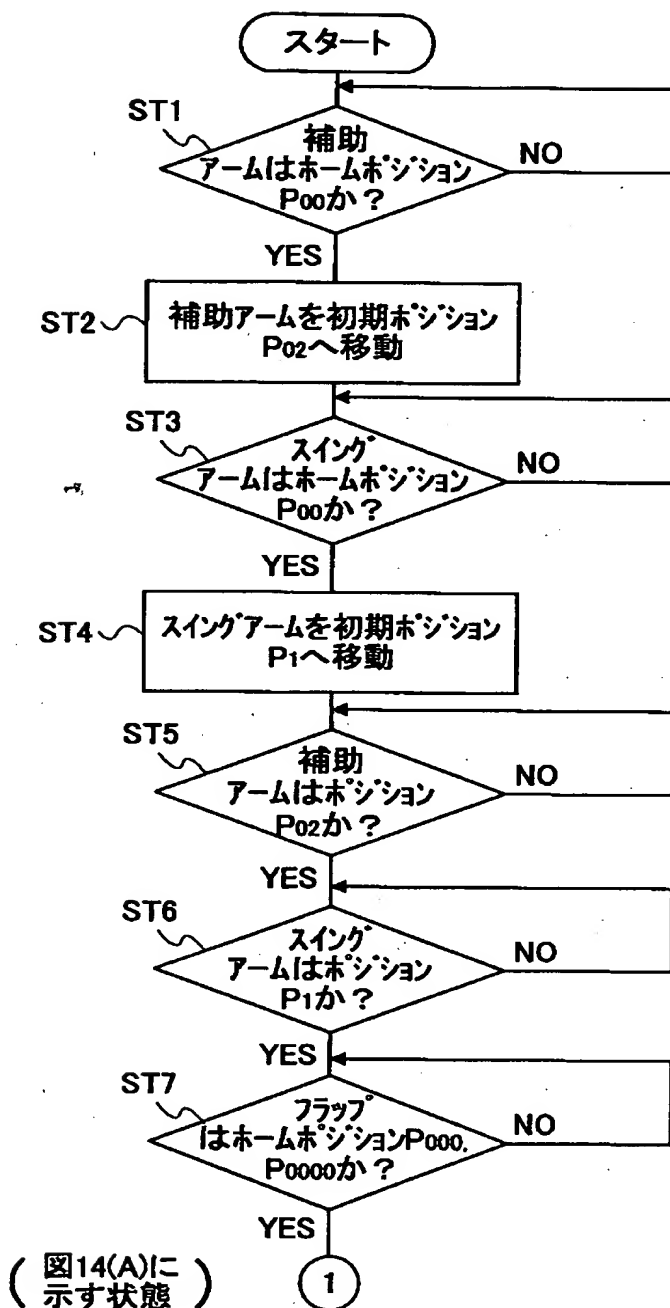 スタート
ST1
補助
アームはホームポジション
P00か?
NO
YES
ST2
補助アームを初期ポジション
P02へ移動
ST3
スイング
アームはホームポジション
P00か?
NO
YES
ST4
スイングアームを初期ポジション
P1へ移動
ST5
補助
アームはポジション
P02か?
NO
YES
ST6
スイング
アームはポジション
P1か?
NO
YES
ST7
フラップ
はホームポジションP000.
P0000か?
NO
YES
(図14(A)に
示す状態)
1